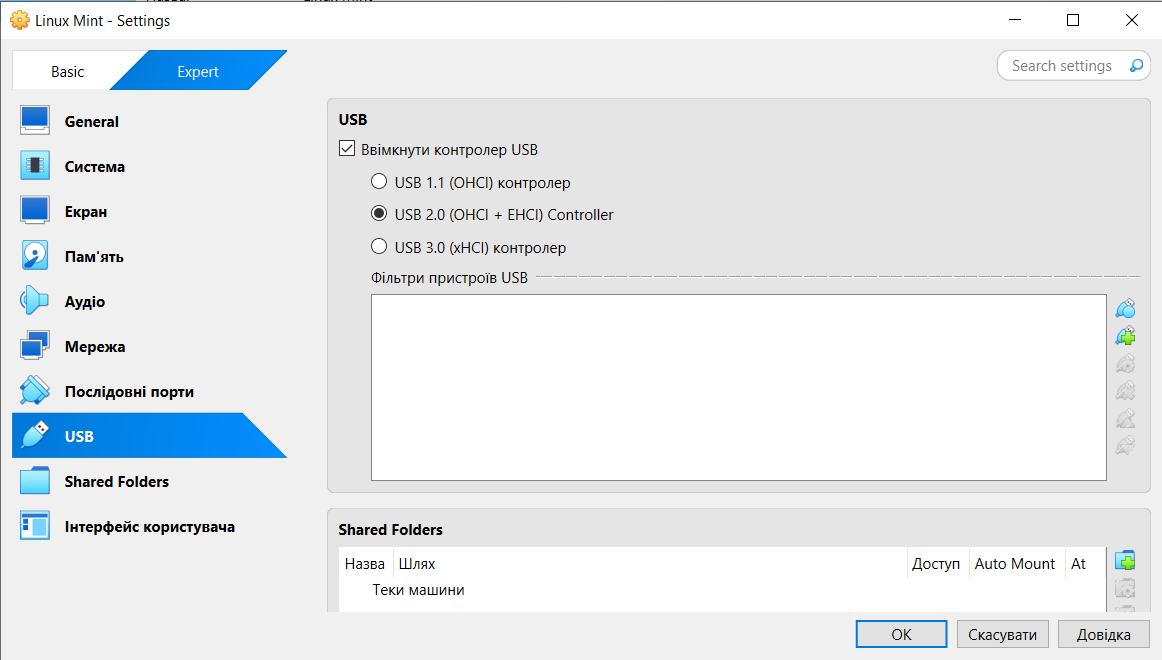 Linux Mint - Settings
Basic
Expert
Search settings
General
Система
Екран
Пам'ять
Аудіо
Мережа
Послідовні порти
USB
Shared Folders
Інтерфейс користувача
USB
Ввімкнути контролер USB
USB 1.1 (OHCI) контролер
USB 2.0 (OHCI + EHCI) Controller
USB 3.0 (xHCI) контролер
Фільтри пристроїв USB
Shared Folders
Назва Шлях Доступ Auto Mount At
Теки машини
OK Скасувати Довідка